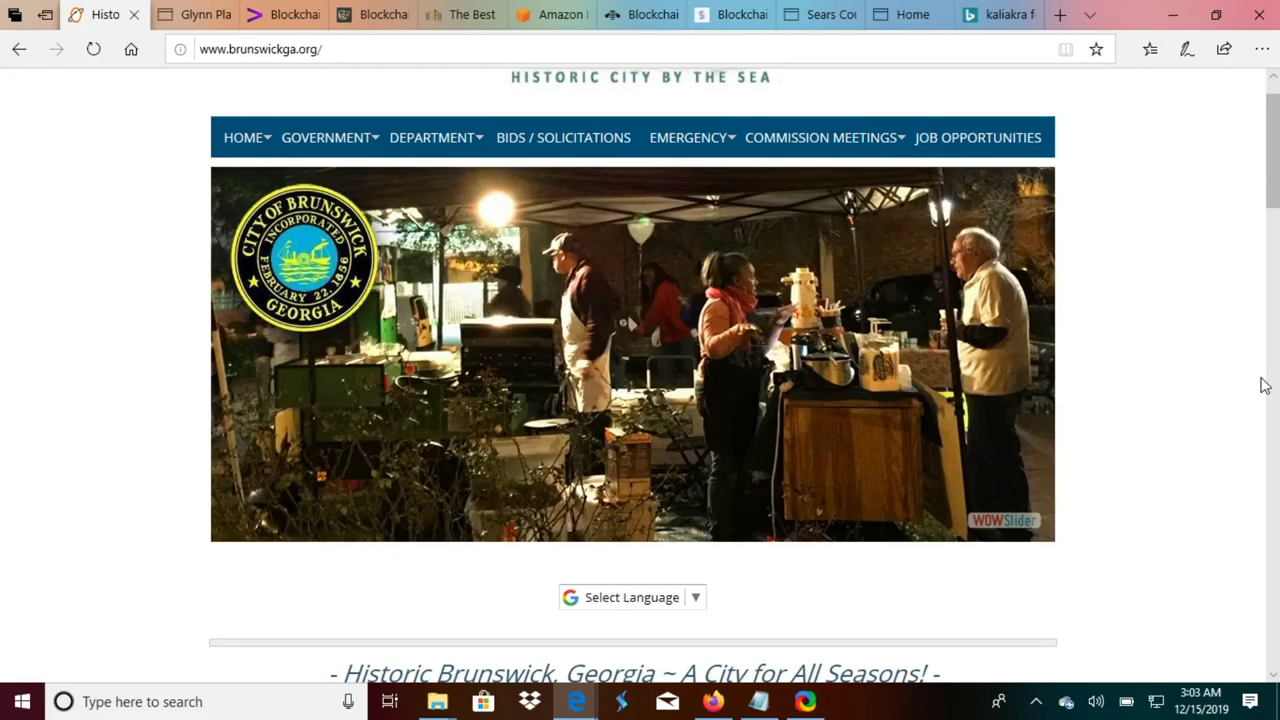 Histo
Glynn Pla
Blockchai
Blockcha
The Best
Amazon
Blockchai
Blockchai
Sears Cou
Home
kaliakra f
www.brunswickga.org/
HISTORIC CITY BY THE SEA
HOME
GOVERNMENT
DEPARTMENT
BIDS / SOLICITATIONS
EMERGENCY
COMMISSION MEETINGS
JOB OPPORTUNITIES
CITY OF BRUNSWICK
INCORPORATED
FEBRUARY 22, 1856
GEORGIA
WOWSlider
Select Language
- Historic Brunswick, Georgia ~ A City for All Seasons! -
Type here to search
3:03 AM
12/15/2019